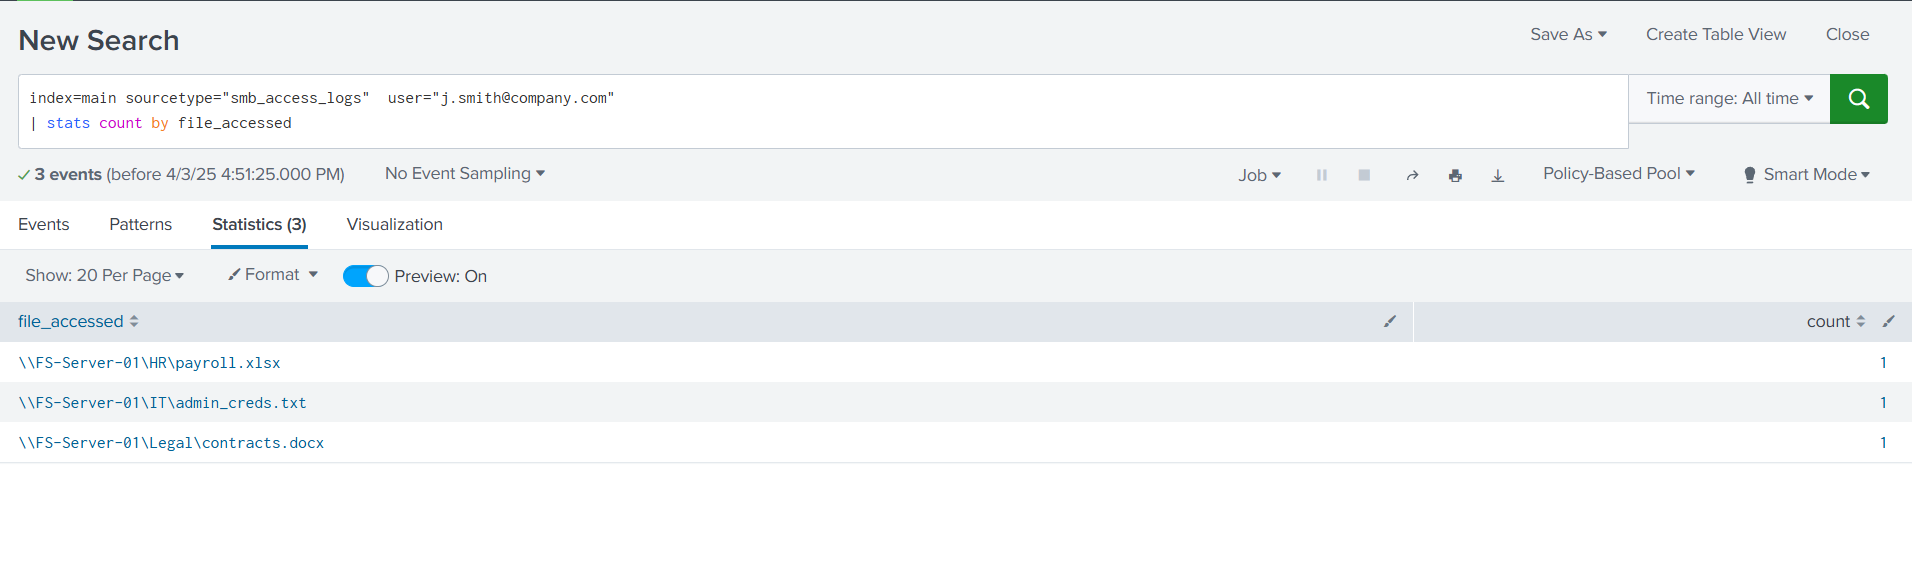 New Search
Save As Create Table View Close
index=main sourcetype="smb_access_logs"  user="j.smith@company.com"
| stats count by file_accessed
Time range: All time
3 events (before 4/3/25 4:51:25.000 PM) No Event Sampling Job Policy-Based Pool Smart Mode
Events Patterns Statistics (3) Visualization
Show: 20 Per Page Format Preview: On
file_accessed count
\\FS-Server-01\HR\payroll.xlsx 1
\\FS-Server-01\IT\admin_creds.txt 1
\\FS-Server-01\Legal\contracts.docx 1